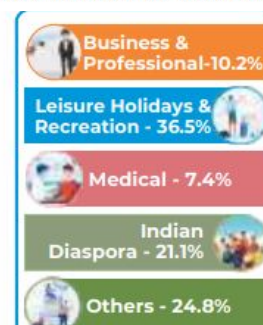 Business &
Professional-10.2%
Leisure Holidays &
Recreation - 36.5%
Medical - 7.4%
Indian
Diaspora - 21.1%
Others - 24.8%